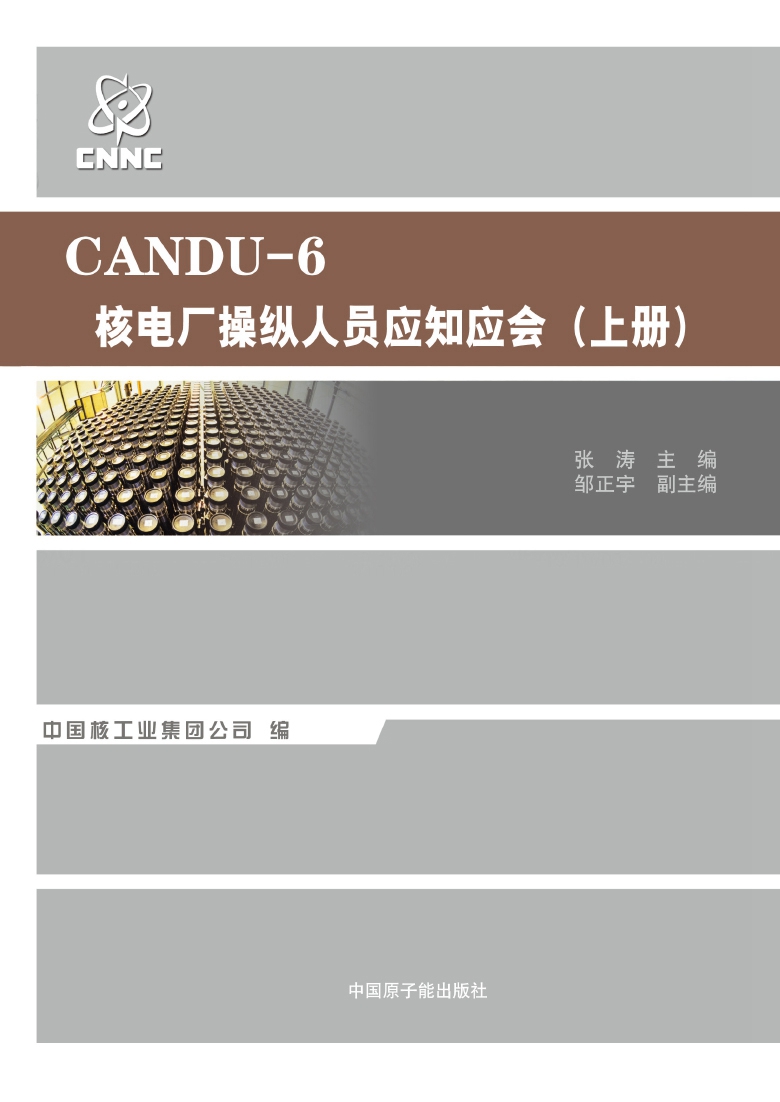 CNNC
CANDU-6
核电厂操纵人员应知应会（上册）
张 涛 主 编
邹正宇 副主编
中国核工业集团公司 编
中国原子能出版社